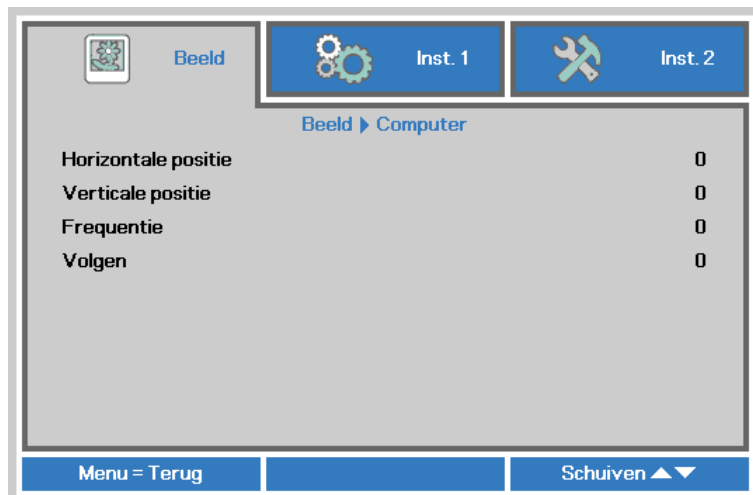 Beeld Inst. 1 Inst. 2
Beeld Computer
Horizontale positie 0
Verticale positie 0
Frequentie 0
Volgen 0
Menu = Terug Schuiven